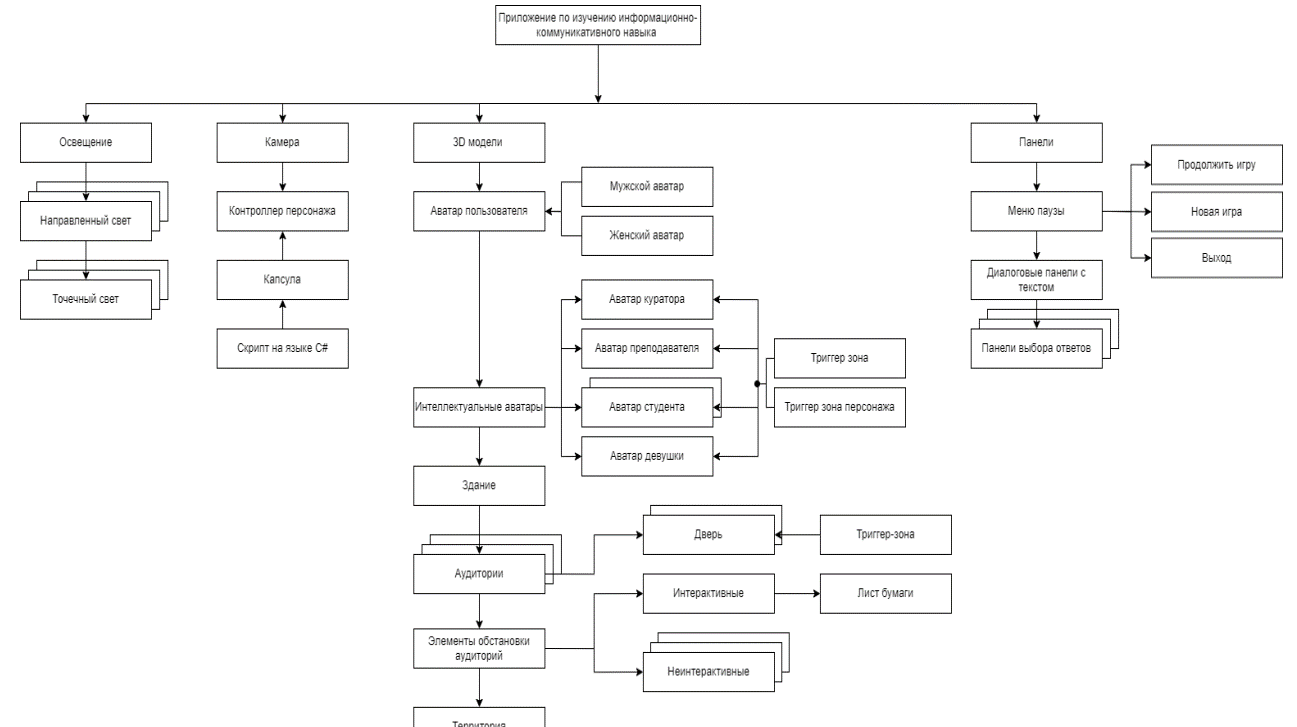 Приложение по изучению информационно-
коммуникативного навыка
Освещение
Камера
3D модели
Панели
Направленный свет
Точечный свет
Контроллер персонажа
Капсула
Скрипт на языке C#
Аватар пользователя
Мужской аватар
Женский аватар
Интеллектуальные аватары
Аватар куратора
Аватар преподавателя
Аватар студента
Аватар девушки
Триггер зона
Триггер зона персонажа
Здание
Аудитории
Дверь
Триггер-зона
Элементы обстановки
аудиторий
Интерактивные
Лист бумаги
Неинтерактивные
Территория
Меню паузы
Продолжить игру
Новая игра
Выход
Диалоговые панели с
текстом
Панели выбора ответов